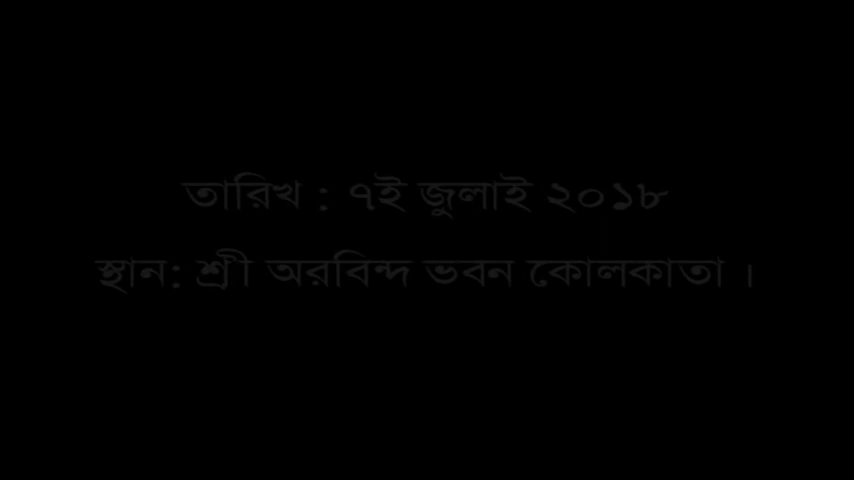 তারিখ : ৭ই জুলাই ২০১৮
স্থান: শ্রী অরবিন্দ ভবন কোলকাতা ।